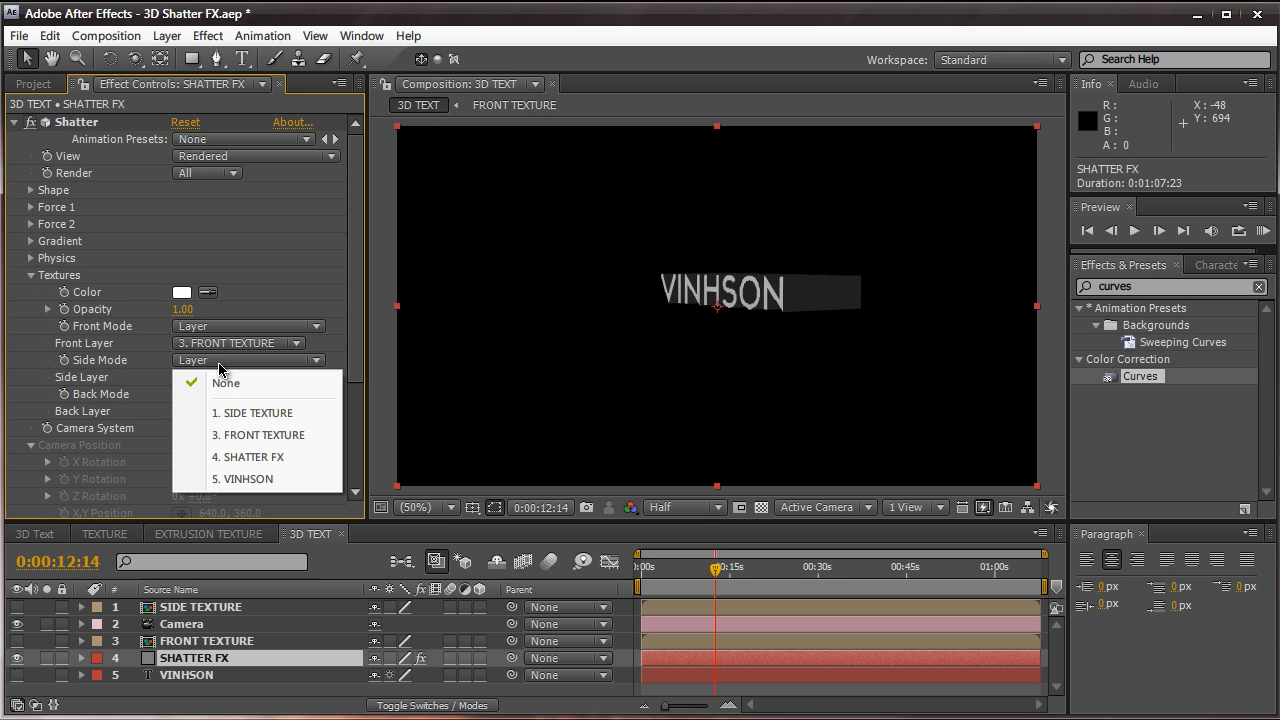 Adobe After Effects - 3D Shatter FX.aep *
File Edit Composition Layer Effect Animation View Window Help
Workspace: Standard Search Help
Project Effect Controls: SHATTER FX Composition: 3D TEXT Info Audio
3D TEXT • SHATTER FX
3D TEXT FRONT TEXTURE
fx Shatter Reset About...
Animation Presets: None
View Rendered
Render All
Shape
Force 1
Force 2
Gradient
Physics
Textures
Color
Opacity 1.00
Front Mode Layer
Front Layer 3. FRONT TEXTURE
Side Mode Layer
Side Layer
Back Mode
Back Layer
Camera System
Camera Position
X Rotation
Y Rotation
Z Rotation 0x +0.0°
X,Y Position 640.0, 360.0
None
1. SIDE TEXTURE
3. FRONT TEXTURE
4. SHATTER FX
5. VINHSON
VINHSON
R :
G :
B :
A : 0
X : -48
Y : 694
SHATTER FX
Duration: 0:01:07:23
Preview
Effects & Presets Characte
curves
* Animation Presets
Backgrounds
Sweeping Curves
Color Correction
Curves
(50%) 0:00:12:14 Half Active Camera 1 View
3D Text TEXTURE EXTRUSION TEXTURE 3D TEXT
Paragraph
0:00:12:14
:00s 0:15s 00:30s 00:45s 01:00s
# Source Name Parent
1 SIDE TEXTURE None
2 Camera None
3 FRONT TEXTURE None
4 SHATTER FX fx None
5 T VINHSON None
Toggle Switches / Modes
0 px 0 px 0 px
0 px 0 px